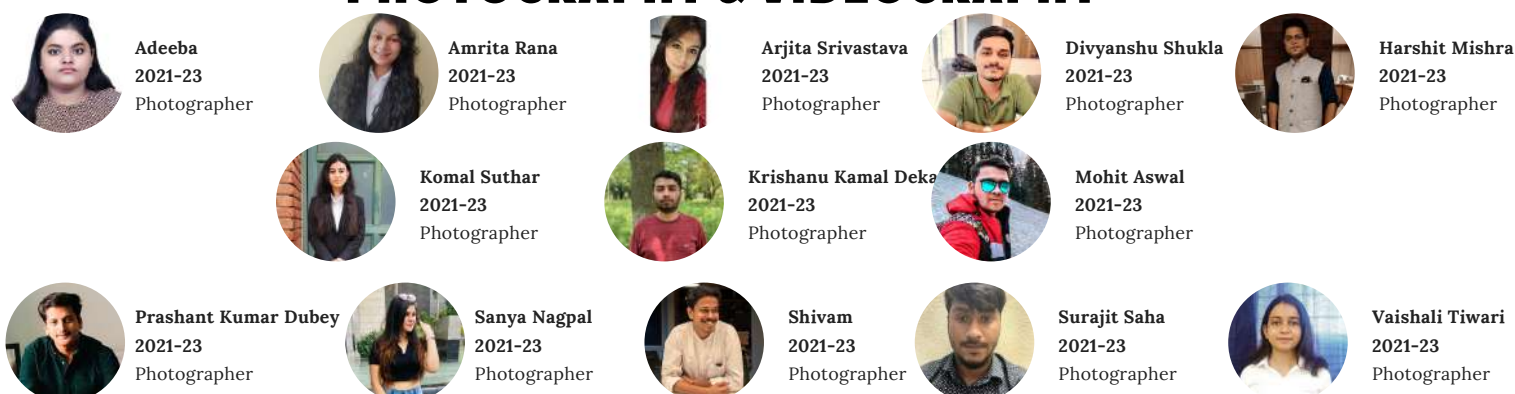 PHOTOGRAPHY & VIDEOGRAPHY
Adeeba
2021-23
Photographer
Amrita Rana
2021-23
Photographer
Arjita Srivastava
2021-23
Photographer
Divyanshu Shukla
2021-23
Photographer
Harshit Mishra
2021-23
Photographer
Komal Suthar
2021-23
Photographer
Krishanu Kamal Deka
2021-23
Photographer
Mohit Aswal
2021-23
Photographer
Prashant Kumar Dubey
2021-23
Photographer
Sanya Nagpal
2021-23
Photographer
Shivam
2021-23
Photographer
Surajit Saha
2021-23
Photographer
Vaishali Tiwari
2021-23
Photographer